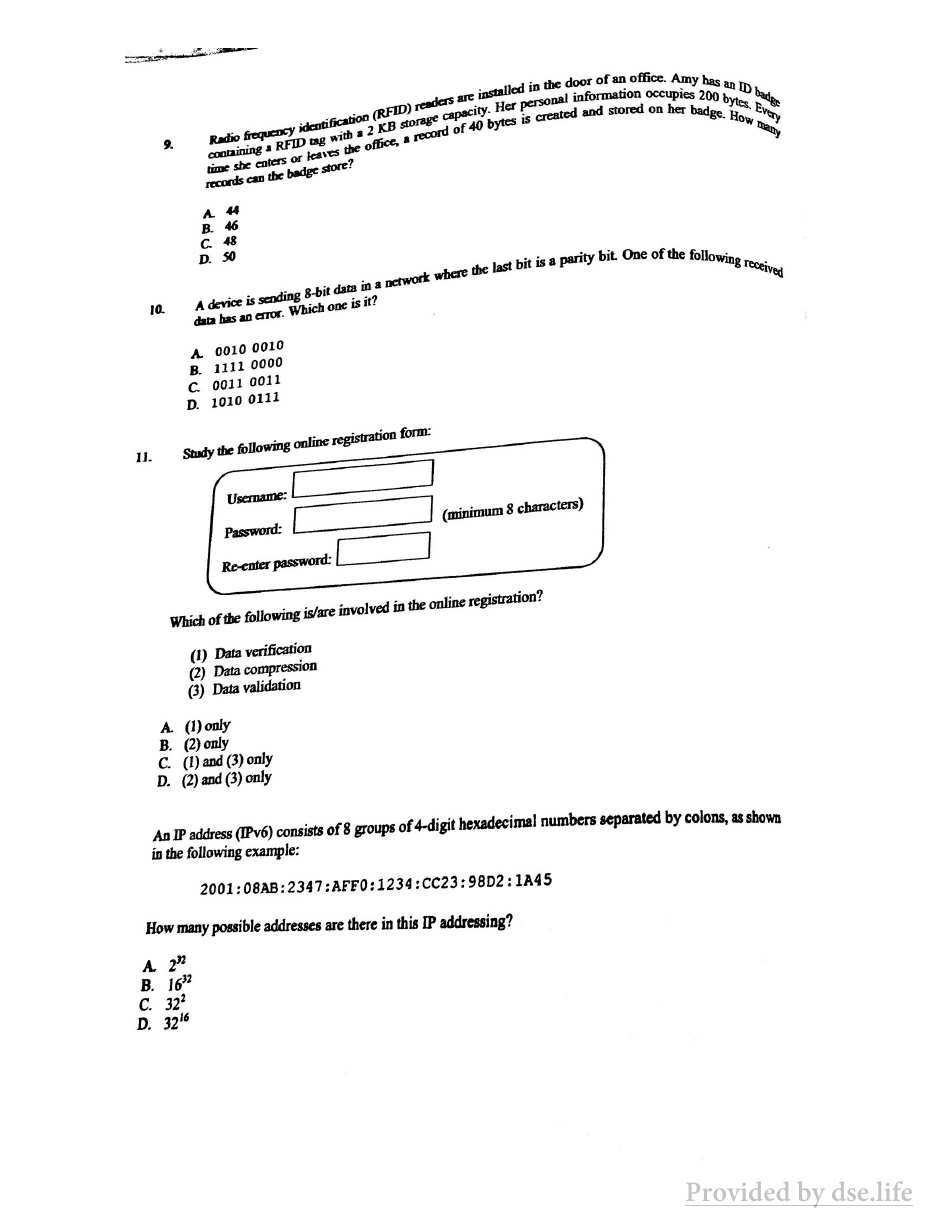 9. Radio frequency identification (RFID) readers are installed in the door of an office. Amy has an ID badge
containing a RFID tag with a 2 KB storage capacity. Her personal information occupies 200 bytes. Every
time she enters or leaves the office, a record of 40 bytes is created and stored on her badge. How many
records can the badge store?
A. 44
B. 46
C. 48
D. 50
10. A device is sending 8-bit data in a network where the last bit is a parity bit. One of the following received
data has an error. Which one is it?
A. 0010 0010
B. 1111 0000
C. 0011 0011
D. 1010 0111
11. Study the following online registration form:
Username:
Password: (minimum 8 characters)
Re-enter password:
Which of the following is/are involved in the online registration?
(1) Data verification
(2) Data compression
(3) Data validation
A. (1) only
B. (2) only
C. (1) and (3) only
D. (2) and (3) only
An IP address (IPv6) consists of 8 groups of 4-digit hexadecimal numbers separated by colons, as shown
in the following example:
2001:08AB:2347:AFF0:1234:CC23:98D2:1A45
How many possible addresses are there in this IP addressing?
A. 2³²
B. 16³²
C. 32²
D. 32¹⁶
Provided by dse.life